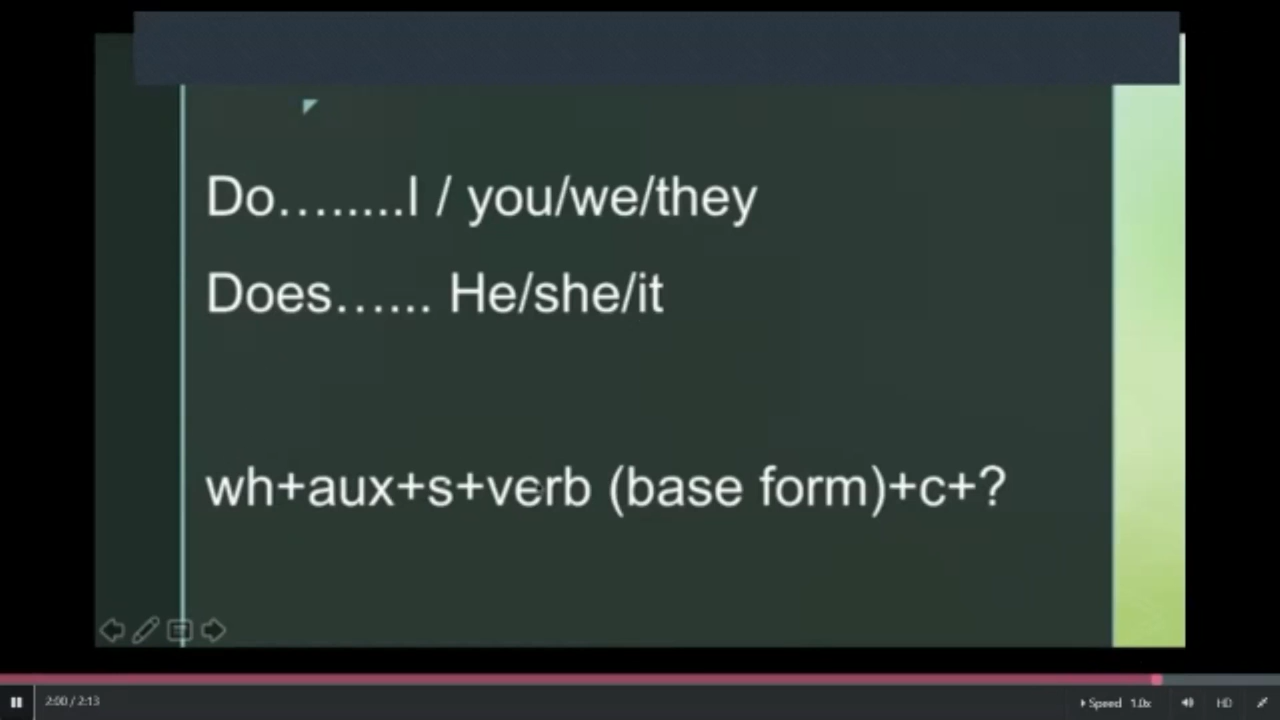 Do….....I / you/we/they
Does…... He/she/it
wh+aux+s+verb (base form)+c+?
2:00 / 2:13
Speed 1.0x
HD